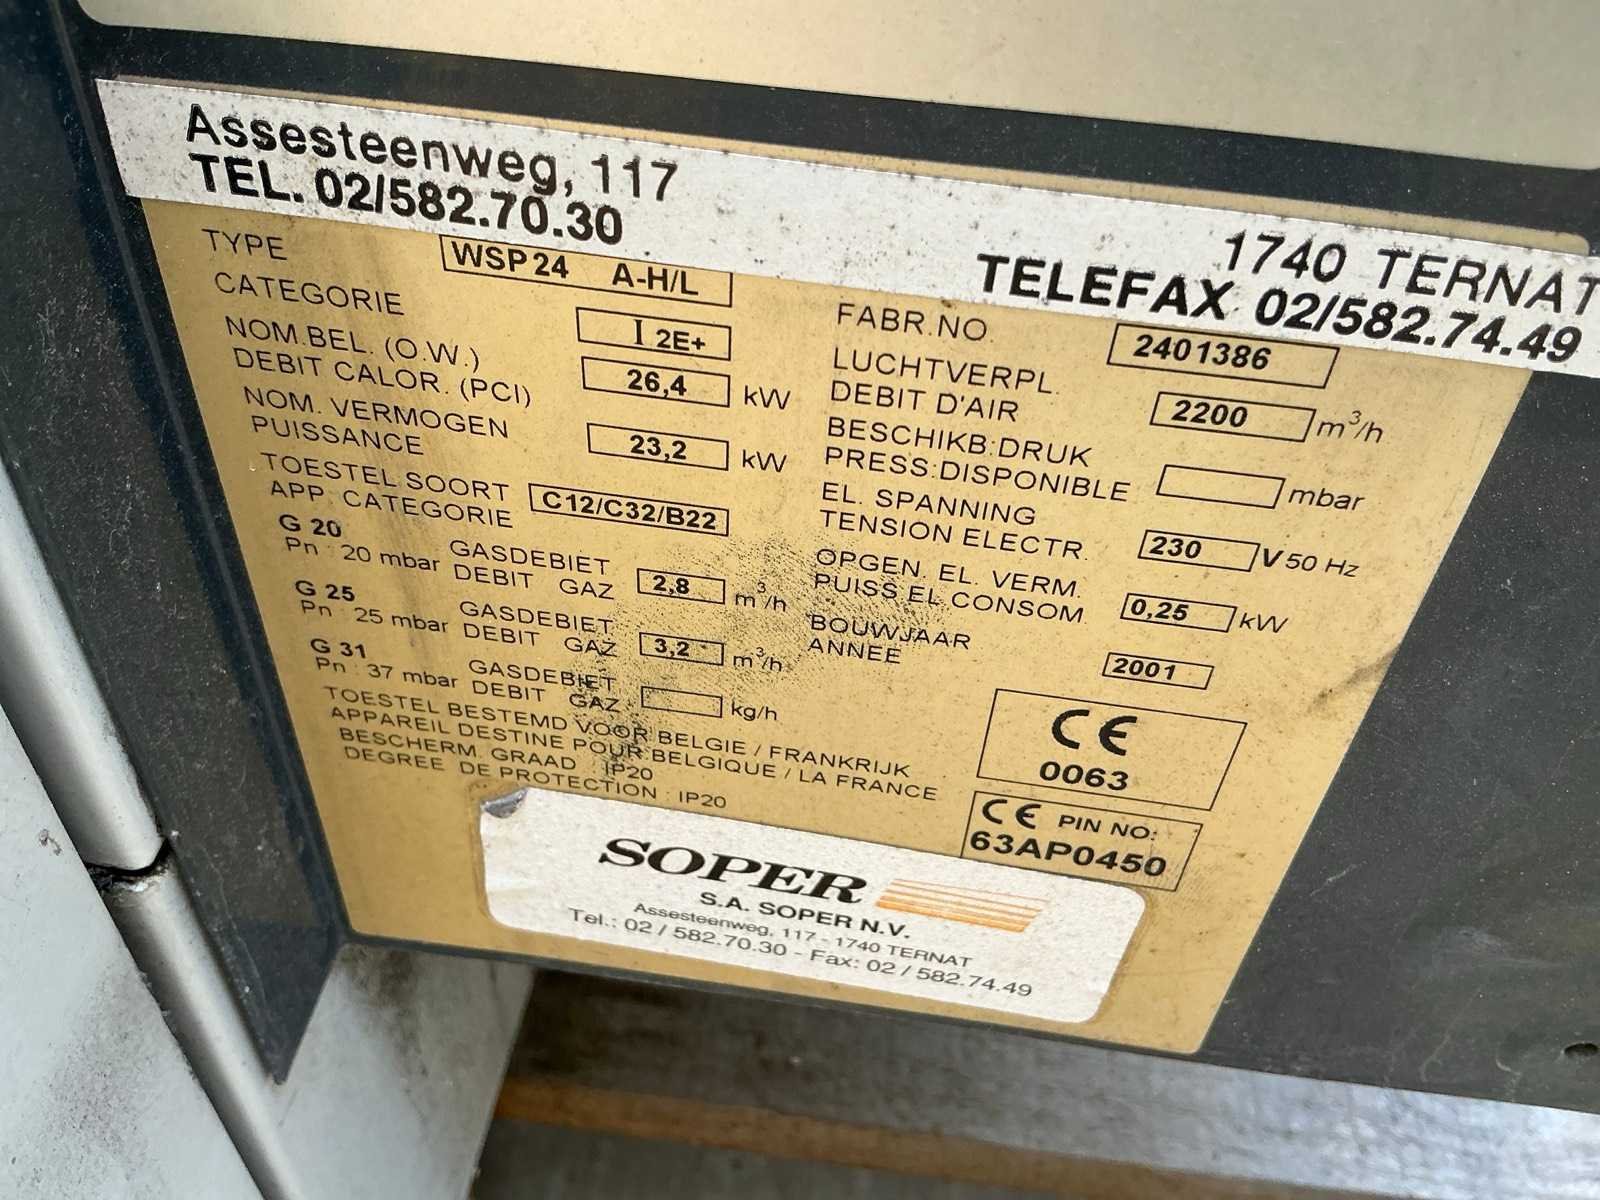 Assesteenweg, 117
1740 TERNAT
TEL. 02/582.70.30
TELEFAX 02/582.74.49
TYPE WSP24 A-H/L
CATEGORIE I 2E+
NOM.BEL. (O.W.)
DEBIT CALOR. (PCI) 26,4 kW
NOM. VERMOGEN
PUISSANCE 23,2 kW
TOESTEL SOORT
APP. CATEGORIE C12/C32/B22
G 20 GASDEBIET
Pn : 20 mbar DEBIT GAZ 2,8 m³/h
G 25 GASDEBIET
Pn : 25 mbar DEBIT GAZ 3,2 m³/h
G 31 GASDEBIET
Pn : 37 mbar DEBIT GAZ kg/h
TOESTEL BESTEMD VOOR BELGIE / FRANKRIJK
APPAREIL DESTINE POUR BELGIQUE / LA FRANCE
BESCHERM. GRAAD : IP20
DEGREE DE PROTECTION : IP20
FABR.NO. 2401386
LUCHTVERPL.
DEBIT D'AIR 2200 m³/h
BESCHIKB:DRUK
PRESS:DISPONIBLE mbar
EL. SPANNING
TENSION ELECTR. 230 V 50 Hz
OPGEN. EL. VERM.
PUISS EL CONSOM 0,25 kW
BOUWJAAR
ANNEE 2001
CE
0063
CE PIN NO:
63AP0450
SOPER
S.A. SOPER N.V.
Assesteenweg, 117 - 1740 TERNAT
Tel.: 02 / 582.70.30 - Fax: 02 / 582.74.49